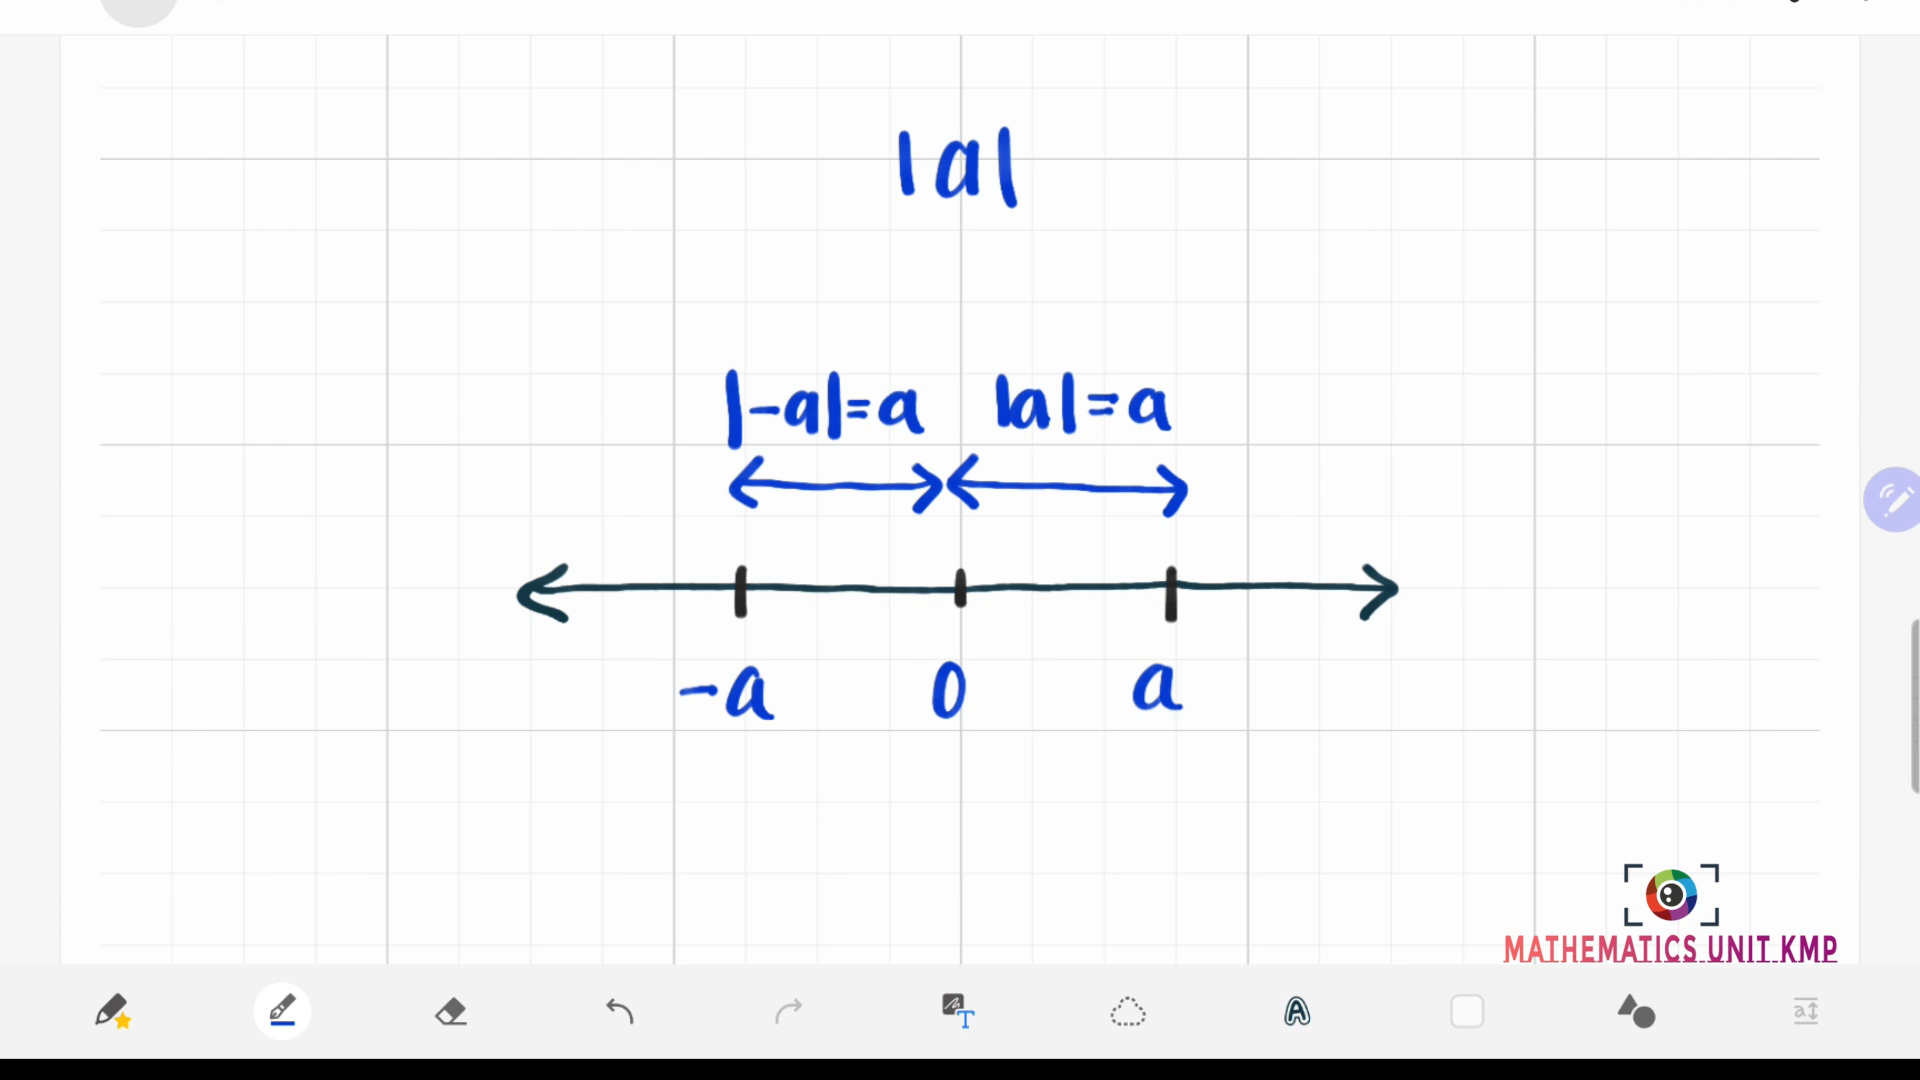 |a|
|-a|=a |a|=a
-a 0 a
MATHEMATICS UNIT KMP